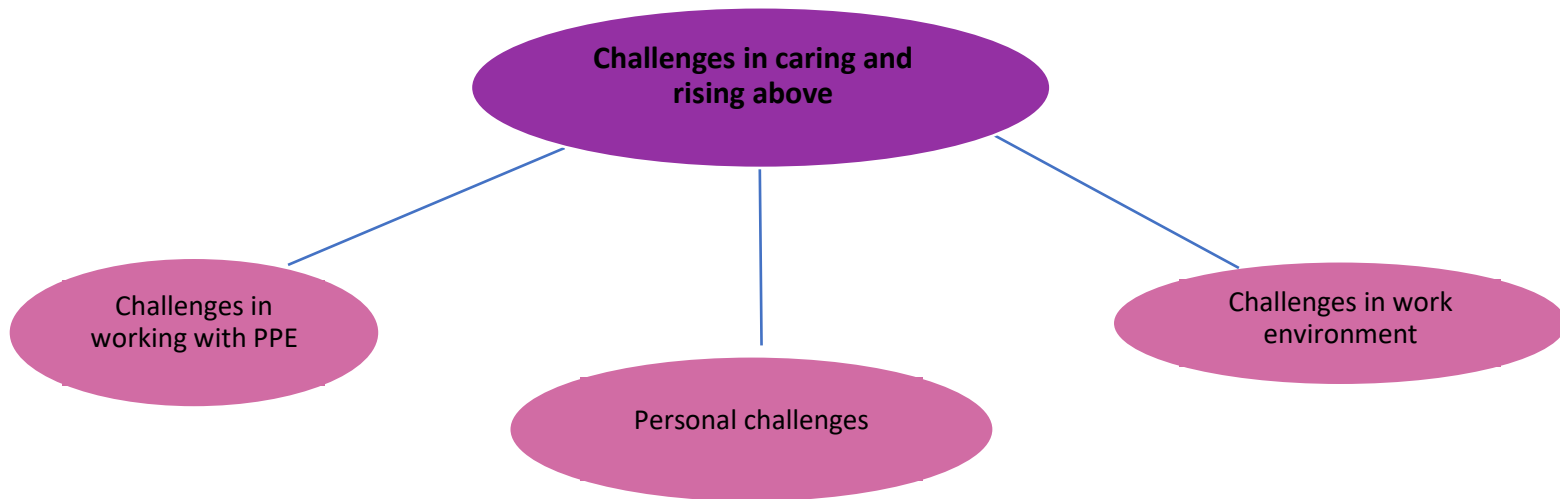 Challenges in caring and
rising above
Challenges in
working with PPE
Personal challenges
Challenges in work
environment